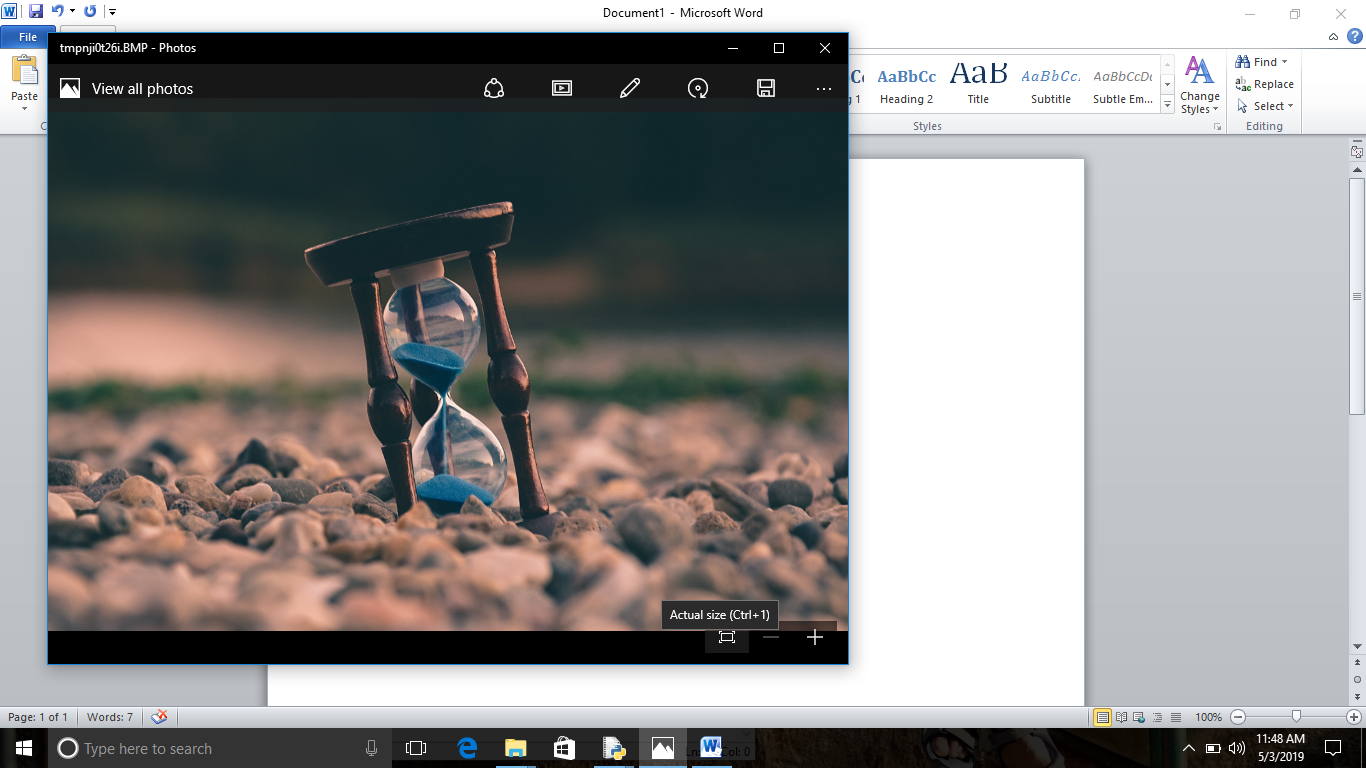 Document1 - Microsoft Word
File
tmpnji0t26i.BMP - Photos
View all photos
Paste
AaBbCc
AaB
AaBbCc.
AaBbCcDc
Heading 2
Title
Subtitle
Subtle Em...
Change
Styles
Find
Replace
Select
Styles
Editing
Actual size (Ctrl+1)
Page: 1 of 1
Words: 7
100%
Type here to search
Col: 0
11:48 AM
5/3/2019